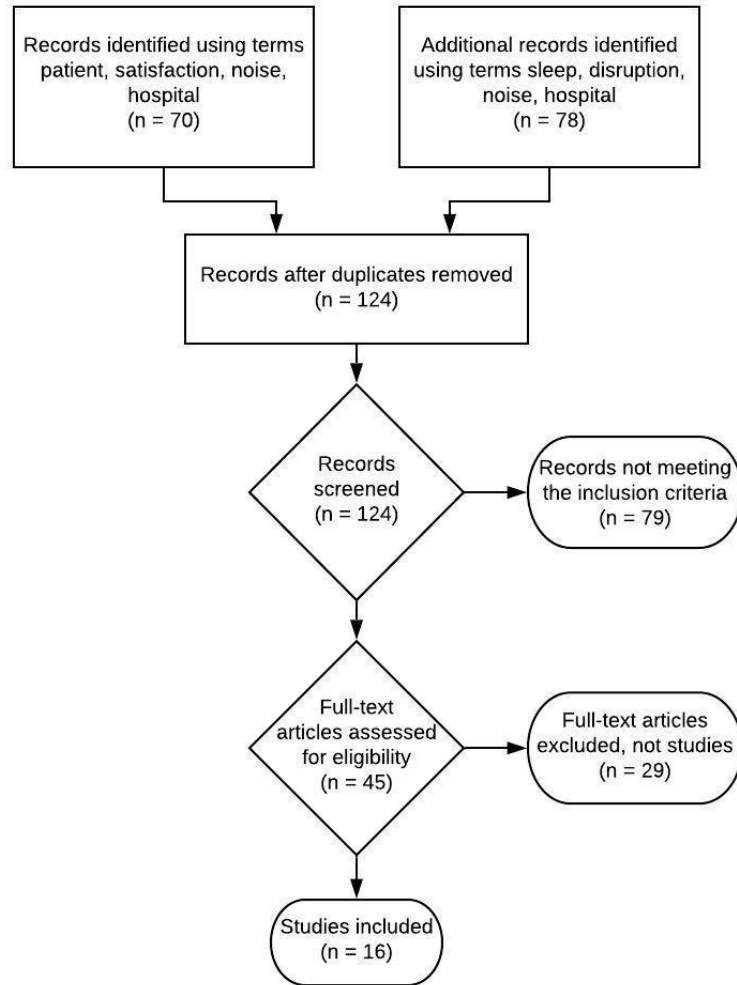 Records identified using terms
patient, satisfaction, noise,
hospital
(n = 70)
Additional records identified
using terms sleep, disruption,
noise, hospital
(n = 78)
Records after duplicates removed
(n = 124)
Records
screened
(n = 124)
Records not meeting
the inclusion criteria
(n = 79)
Full-text
articles assessed
for eligibility
(n = 45)
Full-text articles
excluded, not studies
(n = 29)
Studies included
(n = 16)